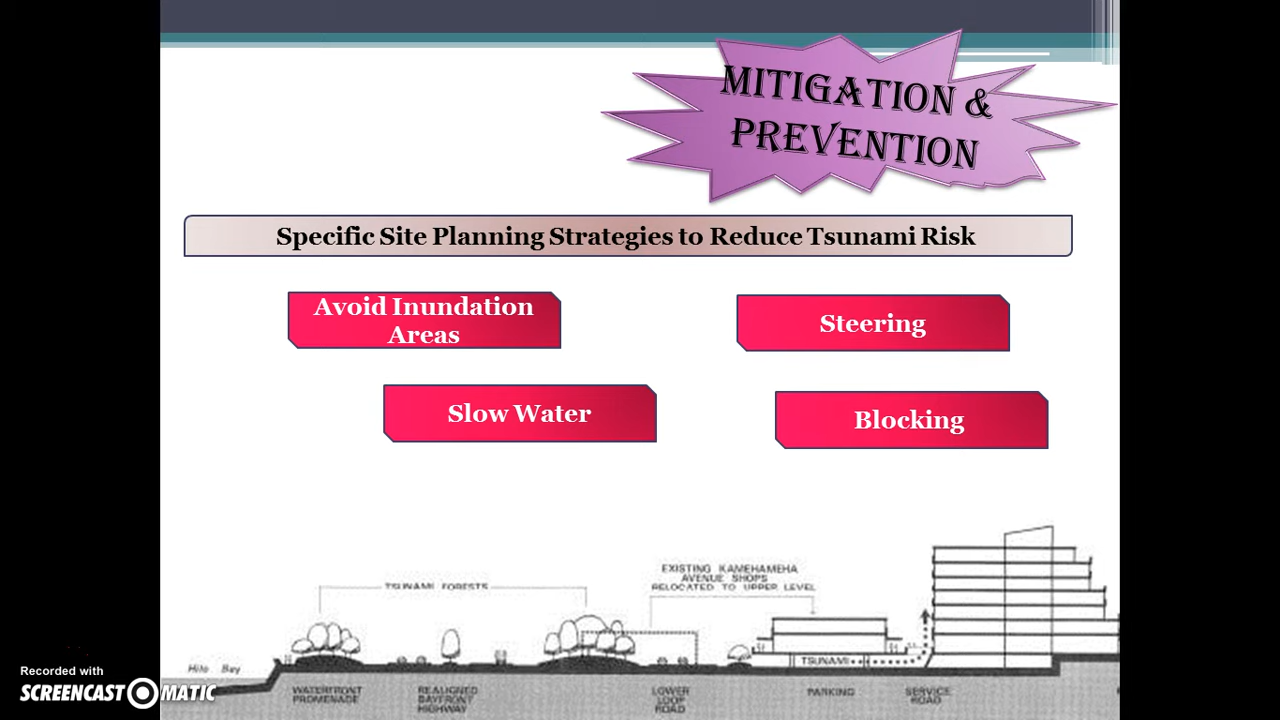 MITIGATION &
PREVENTION
Specific Site Planning Strategies to Reduce Tsunami Risk
Avoid Inundation
Areas
Steering
Slow Water
Blocking
EXISTING KAMEHAMEHA
AVENUE SHOPS
RELOCATED TO UPPER LEVEL
TSUNAMI FORESTS
TSUNAMI
Hilo Bay
WATERFRONT
PROMENADE
REALIGNED
BAYFRONT
HIGHWAY
LOWER
LOOP
ROAD
PARKING
SERVICE
ROAD
Recorded with
SCREENCAST MATIC